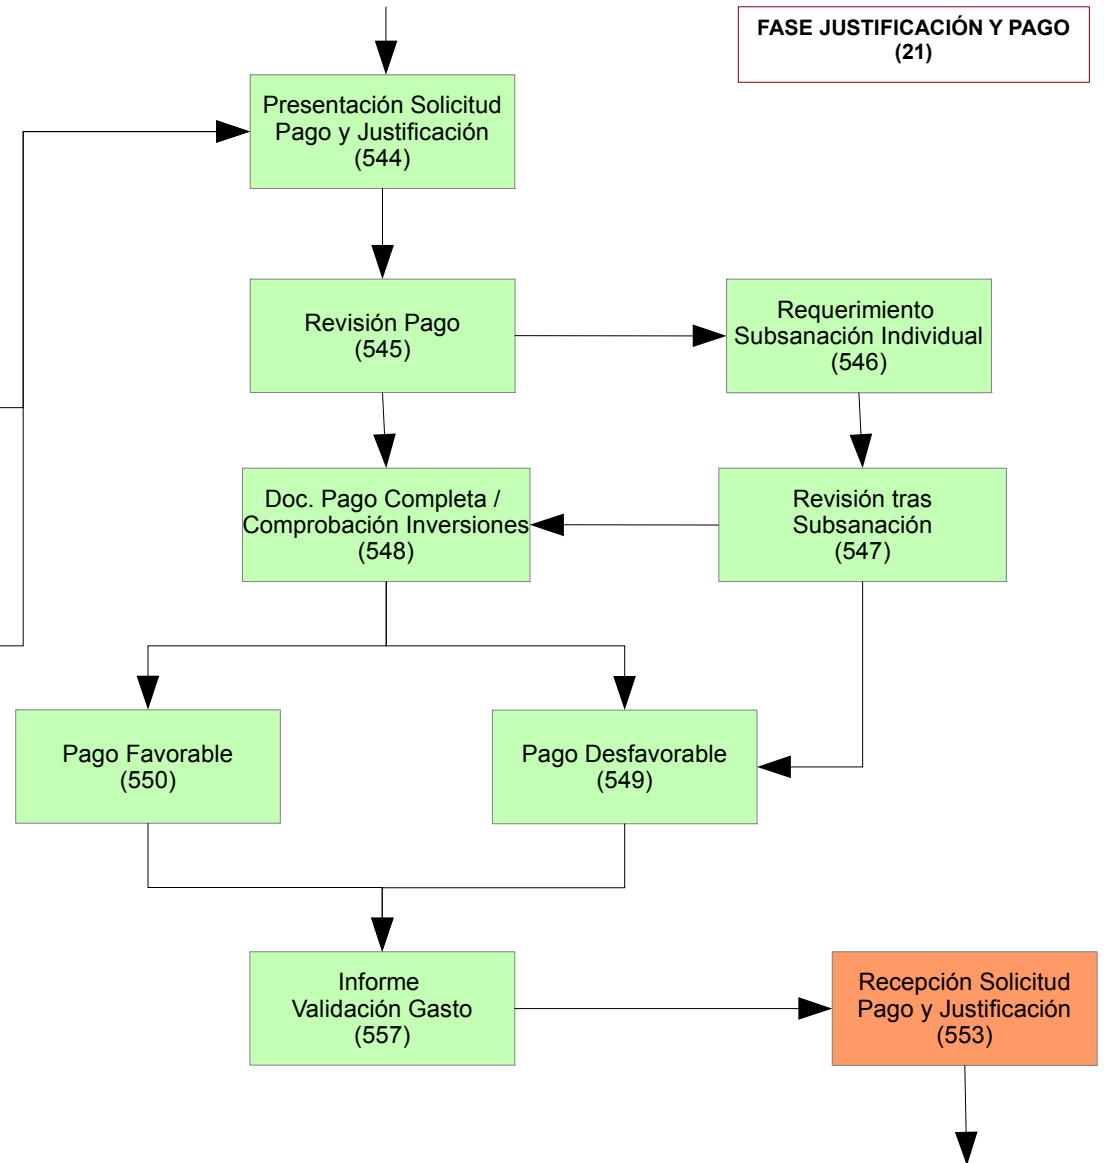 FASE JUSTIFICACIÓN Y PAGO
(21)
Presentación Solicitud
Pago y Justificación
(544)
Revisión Pago
(545)
Requerimiento
Subsanación Individual
(546)
Doc. Pago Completa /
Comprobación Inversiones
(548)
Revisión tras
Subsanación
(547)
Pago Favorable
(550)
Pago Desfavorable
(549)
Informe
Validación Gasto
(557)
Recepción Solicitud
Pago y Justificación
(553)